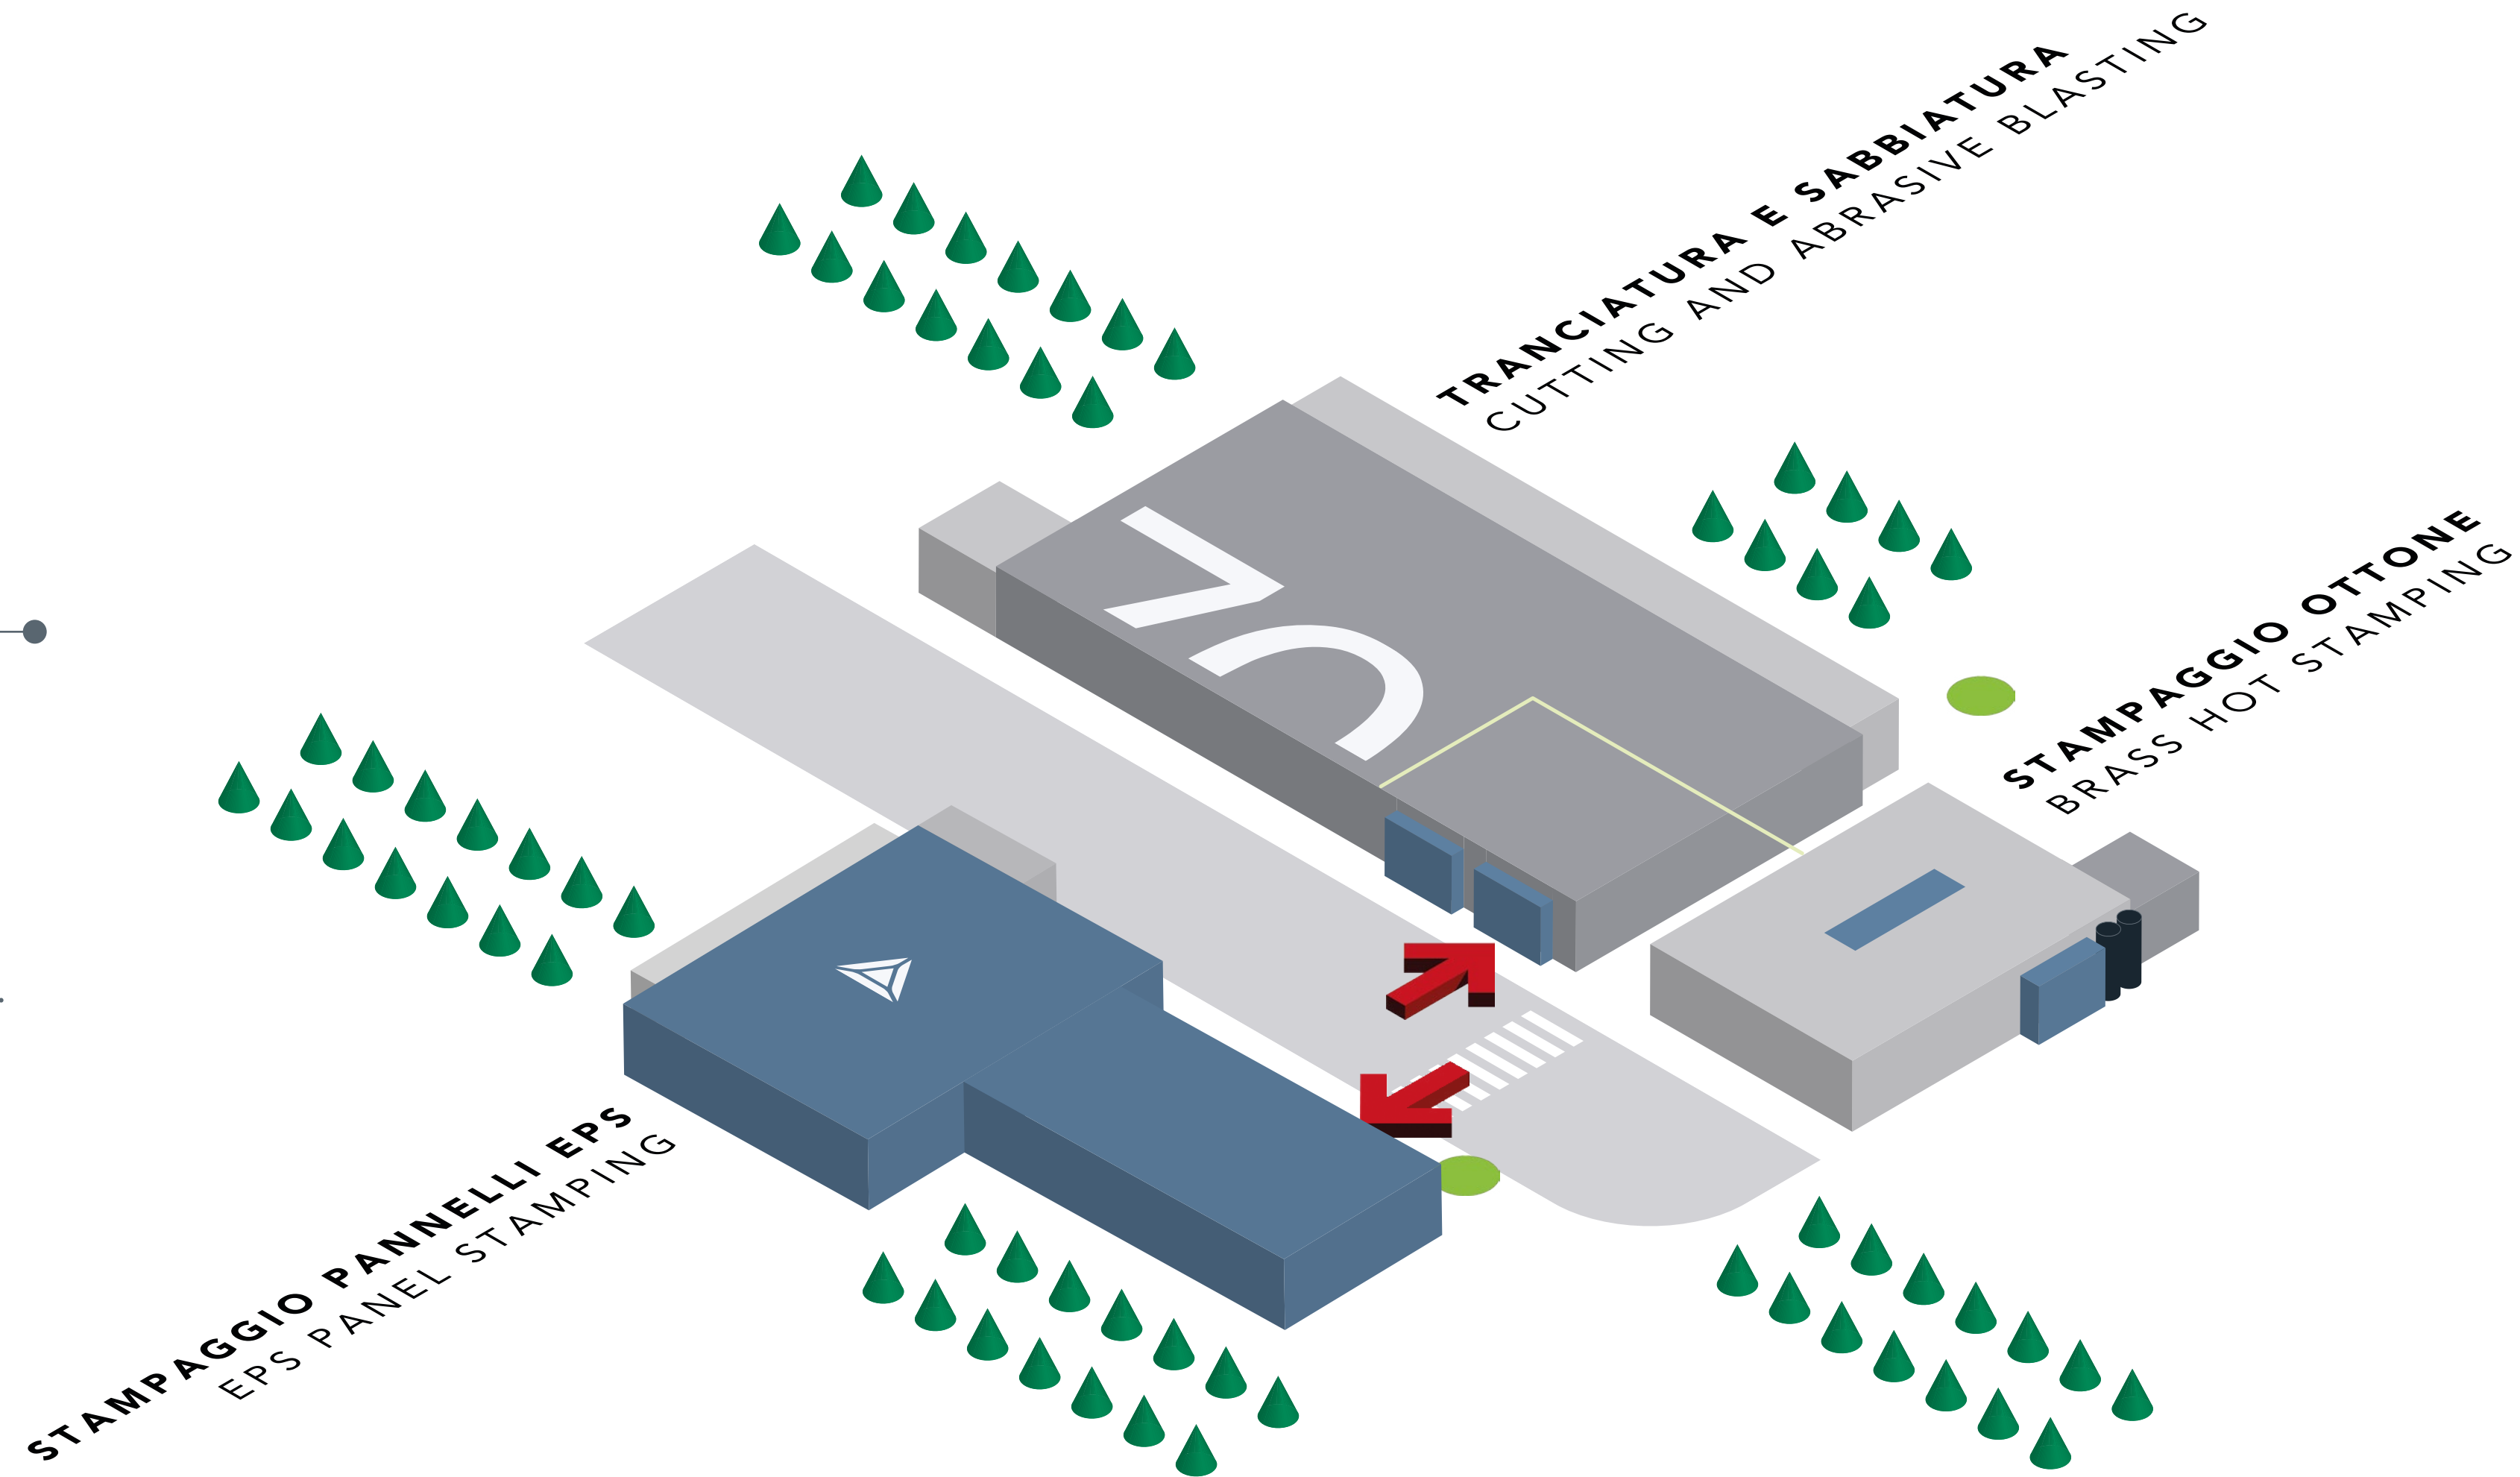 TRANCIATURA E SABBIATURA
CUTTING AND ABRASIVE BLASTING
STAMPAGGIO OTTONE
BRASS HOT STAMPING
STAMPAGGIO PANNELLI EPS
EPS PANEL STAMPING